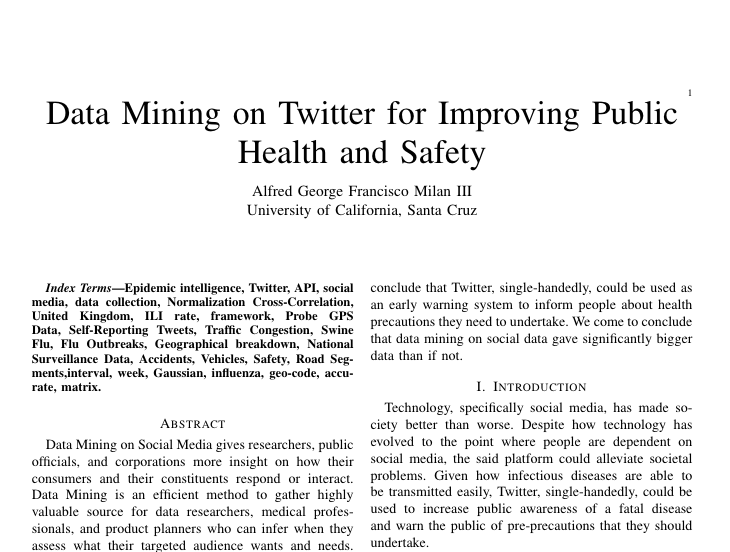 1
Data Mining on Twitter for Improving Public
Health and Safety
Alfred George Francisco Milan III
University of California, Santa Cruz
Index Terms—Epidemic intelligence, Twitter, API, social
media, data collection, Normalization Cross-Correlation,
United Kingdom, ILI rate, framework, Probe GPS
Data, Self-Reporting Tweets, Traffic Congestion, Swine
Flu, Flu Outbreaks, Geographical breakdown, National
Surveillance Data, Accidents, Vehicles, Safety, Road Seg-
ments,interval, week, Gaussian, influenza, geo-code, accu-
rate, matrix.
ABSTRACT
Data Mining on Social Media gives researchers, public
officials, and corporations more insight on how their
consumers and their constituents respond or interact.
Data Mining is an efficient method to gather highly
valuable source for data researchers, medical profes-
sionals, and product planners who can infer when they
assess what their targeted audience wants and needs.
conclude that Twitter, single-handedly, could be used as
an early warning system to inform people about health
precautions they need to undertake. We come to conclude
that data mining on social data gave significantly bigger
data than if not.
I. INTRODUCTION
Technology, specifically social media, has made so-
ciety better than worse. Despite how technology has
evolved to the point where people are dependent on
social media, the said platform could alleviate societal
problems. Given how infectious diseases are able to
be transmitted easily, Twitter, single-handedly, could be
used to increase public awareness of a fatal disease
and warn the public of pre-precautions that they should
undertake.